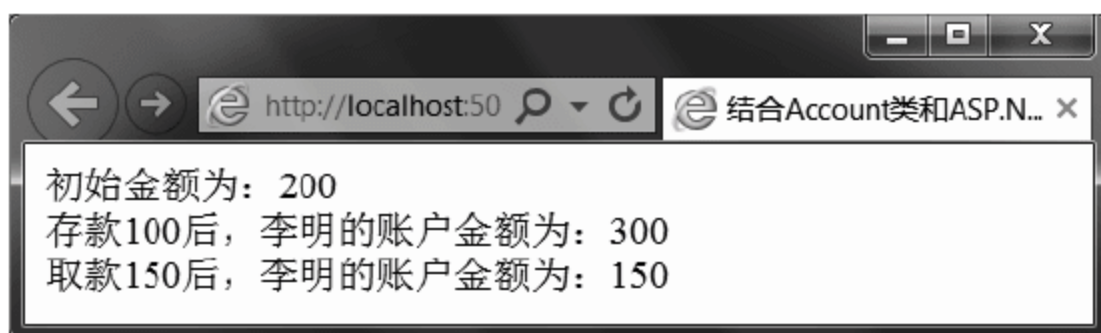 http://localhost:50
结合Account类和ASP.N...
初始金额为：200
存款100后，李明的账户金额为：300
取款150后，李明的账户金额为：150